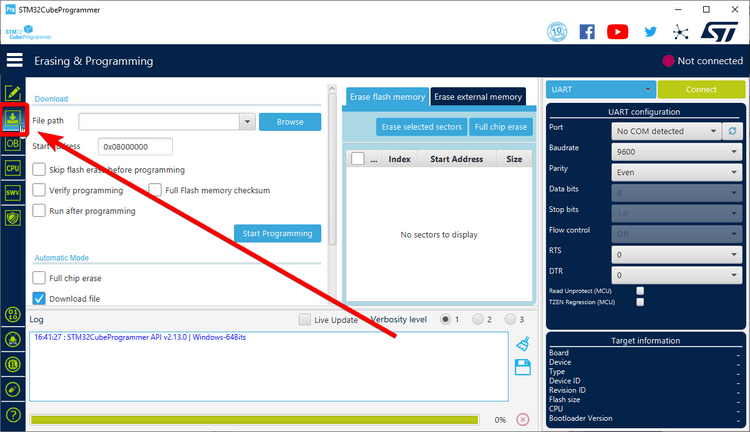 Prg STM32CubeProgrammer
STM32
CubeProgrammer
10
ST
Erasing & Programming
Not connected
Download
File path
Browse
Start address 0x08000000
Skip flash erase before programming
Verify programming Full Flash memory checksum
Run after programming
Start Programming
Automatic Mode
Full chip erase
Download file
OB
CPU
SWV
Erase flash memory Erase external memory
Erase selected sectors Full chip erase
... Index Start Address Size
No sectors to display
UART Connect
UART configuration
Port No COM detected
Baudrate 9600
Parity Even
Data bits 8
Stop bits 1.0
Flow control Off
RTS 0
DTR 0
Read Unprotect (MCU)
TZEN Regression (MCU)
Log Live Update Verbosity level 1 2 3
16:41:27 : STM32CubeProgrammer API v2.13.0 | Windows-64Bits
0%
Target information
Board -
Device -
Type -
Device ID -
Revision ID -
Flash size -
CPU -
Bootloader Version -